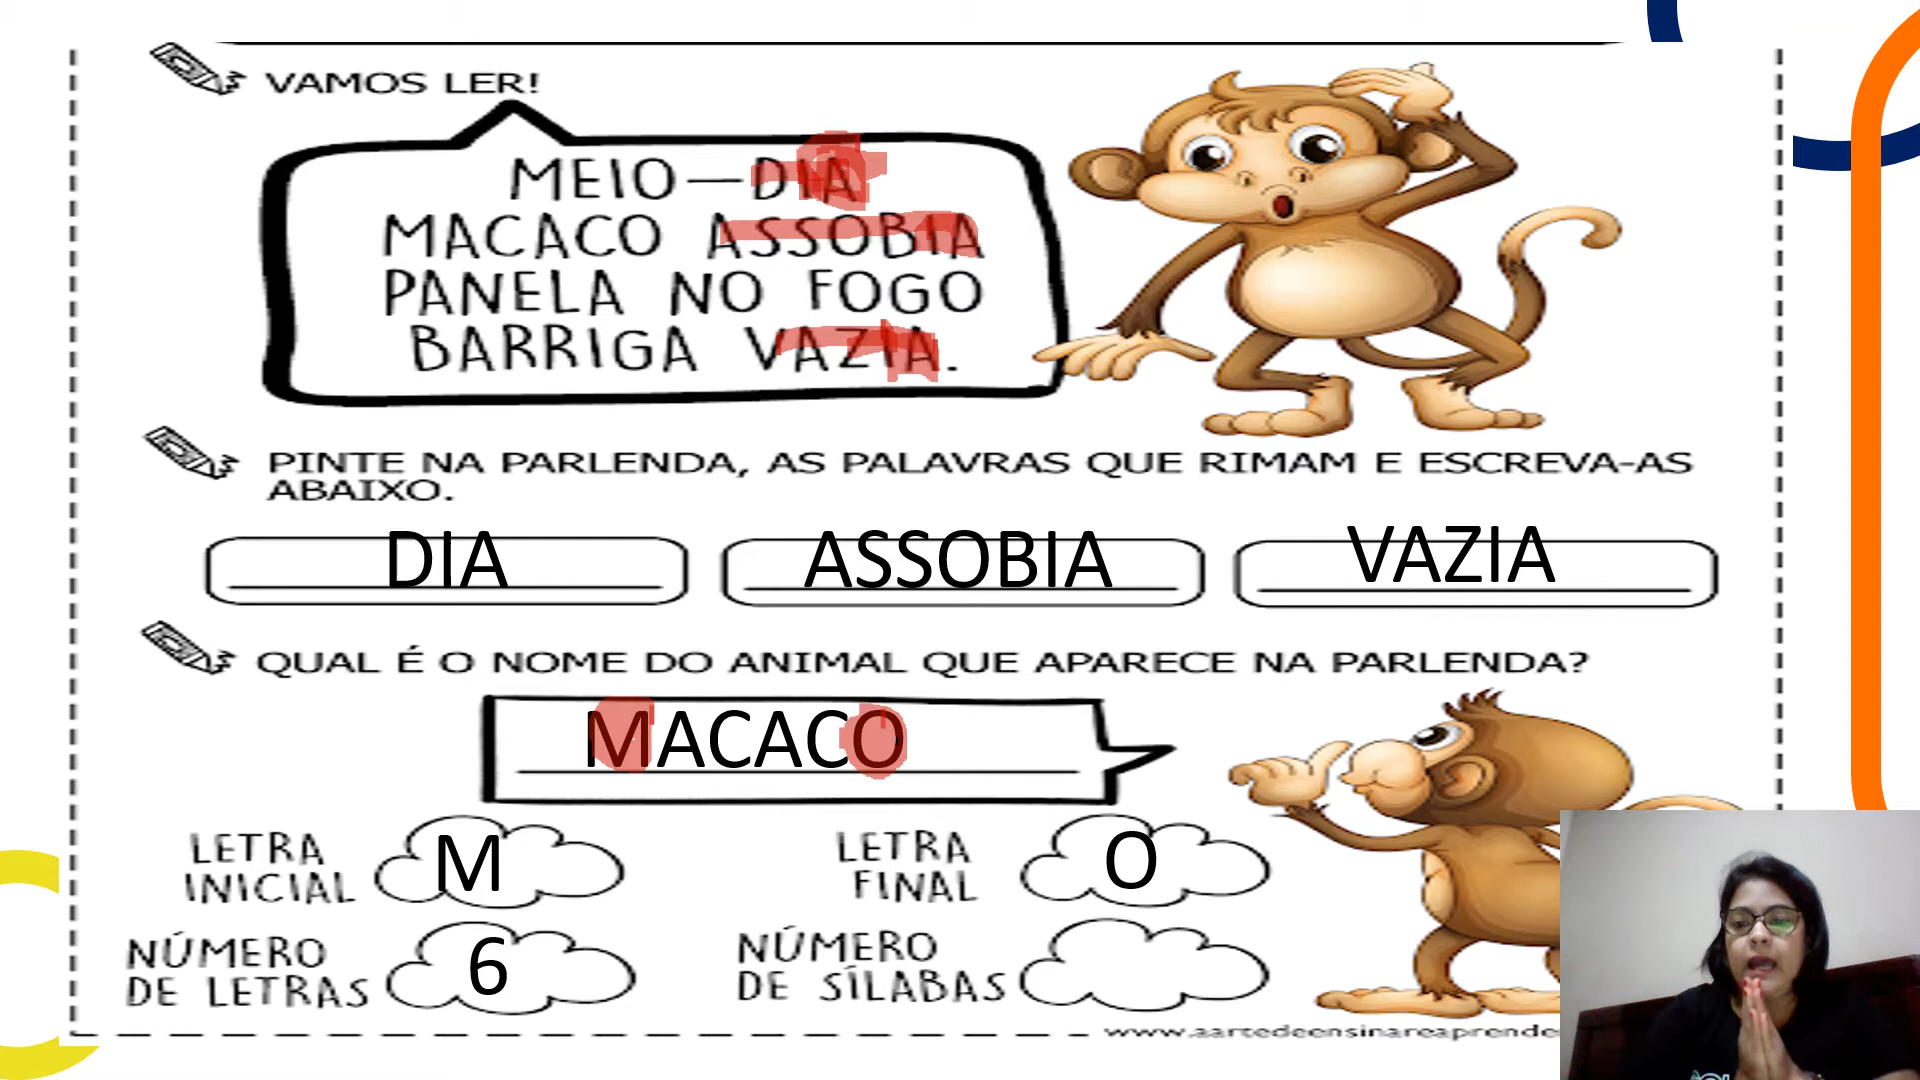 VAMOS LER!
MEIO—DIA
MACACO ASSOBIA
PANELA NO FOGO
BARRIGA VAZIA.
PINTE NA PARLENDA, AS PALAVRAS QUE RIMAM E ESCREVA-AS
ABAIXO.
DIA ASSOBIA VAZIA
QUAL É O NOME DO ANIMAL QUE APARECE NA PARLENDA?
MACACO
LETRA
INICIAL
M
LETRA
FINAL
O
NÚMERO
DE LETRAS
6
NÚMERO
DE SÍLABAS
www.aartedeensinareaprende